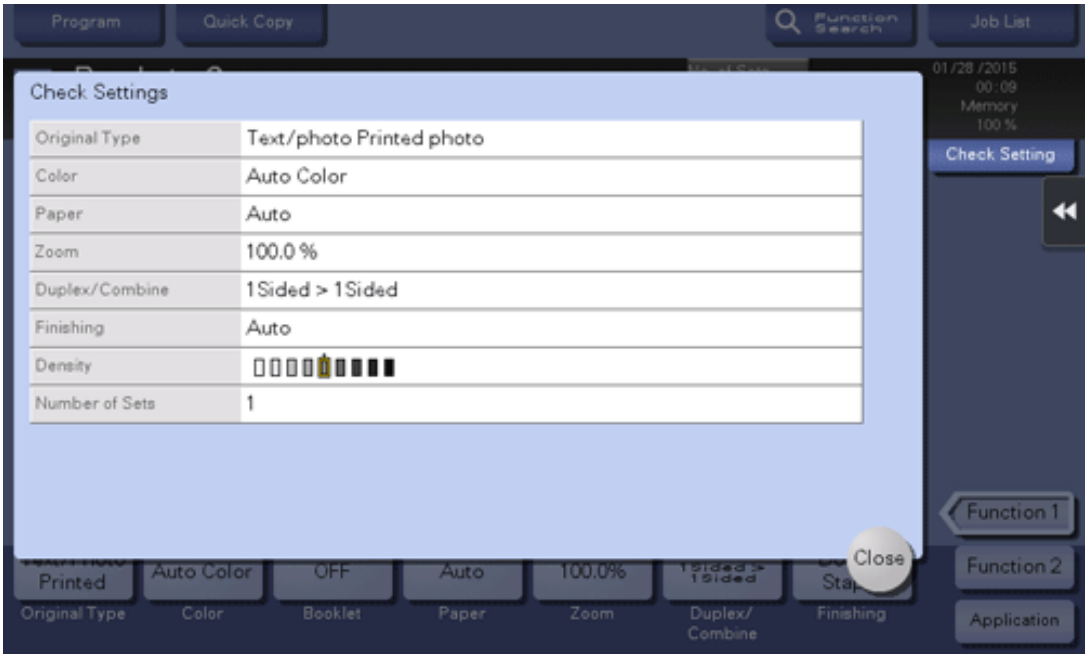 Program
Quick Copy
Function Search
Job List
01/28/2015
00:09
Memory
100 %
Check Setting
Check Settings
Original Type Text/photo Printed photo
Color Auto Color
Paper Auto
Zoom 100.0 %
Duplex/Combine 1Sided > 1Sided
Finishing Auto
Density
Number of Sets 1
Close
Function 1
Function 2
Application
Printed
Auto Color
OFF
Auto
100.0%
1Sided >
1Sided
Original Type
Color
Booklet
Paper
Zoom
Duplex/
Combine
Finishing